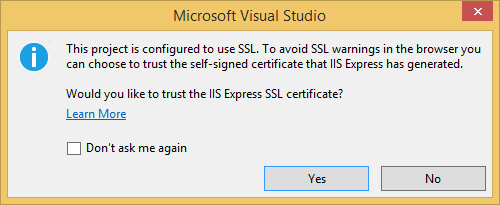 Microsoft Visual Studio
This project is configured to use SSL. To avoid SSL warnings in the browser you
can choose to trust the self-signed certificate that IIS Express has generated.
Would you like to trust the IIS Express SSL certificate?
Learn More
Don't ask me again
Yes No